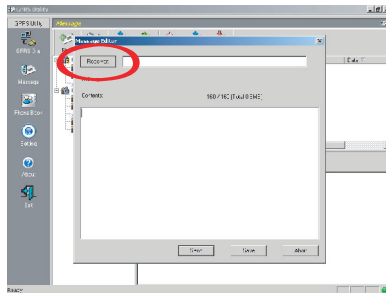 GPRS Utility
GPRS Utility
Message
Message Editor
Receiver
Date
Contents:
160 / 160 (Total 0 SMS)
Message
Phone Book
Setting
About
Exit
Send
Save
Abort
Ready